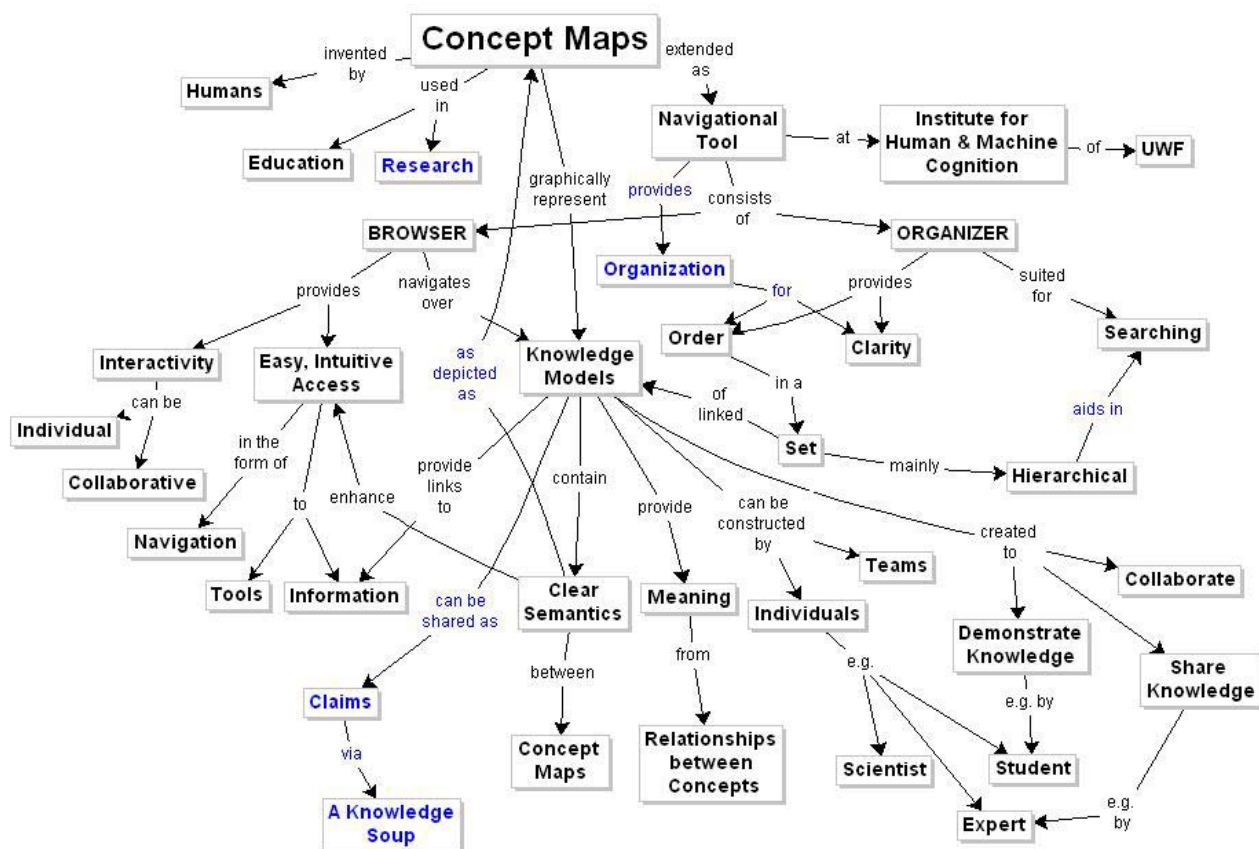 Concept Maps
invented
by
extended
as
Humans
used
in
Navigational
Tool
at
Institute for
Human & Machine
Cognition
of
UWF
Education
Research
graphically
represent
provides
consists
of
BROWSER
ORGANIZER
Organization
navigates
over
provides
for
provides
suited
for
Order
Clarity
Searching
Interactivity
Easy, Intuitive
Access
as
depicted
as
Knowledge
Models
can be
of
linked
in a
aids in
Individual
Set
mainly
Hierarchical
Collaborative
in the
form of
to
enhance
provide
links
to
contain
provide
can be
constructed
by
created
to
Navigation
Teams
Collaborate
Tools
Information
can be
shared as
Clear
Semantics
Meaning
Individuals
Demonstrate
Knowledge
Share
Knowledge
between
from
e.g.
e.g. by
Claims
via
Concept
Maps
Relationships
between
Concepts
Scientist
Student
A Knowledge
Soup
Expert
e.g.
by